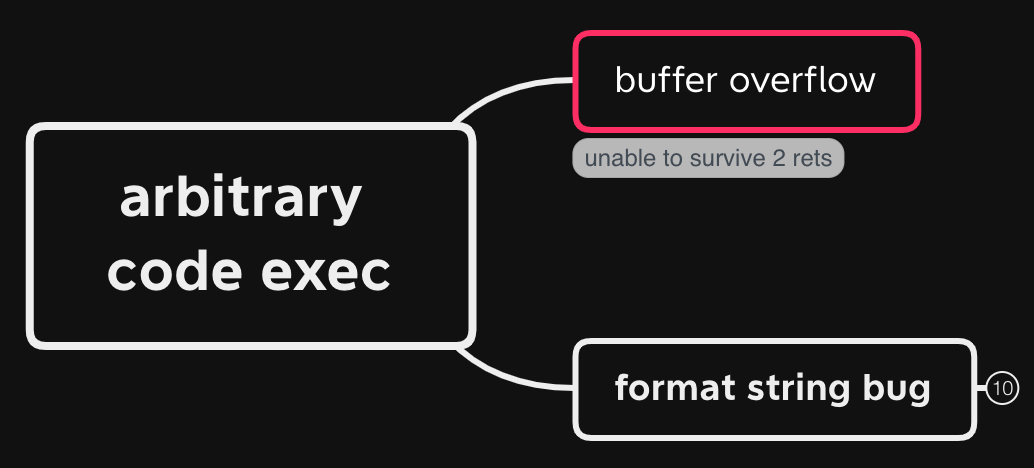 buffer overflow
unable to survive 2 rets
arbitrary
code exec
format string bug
10